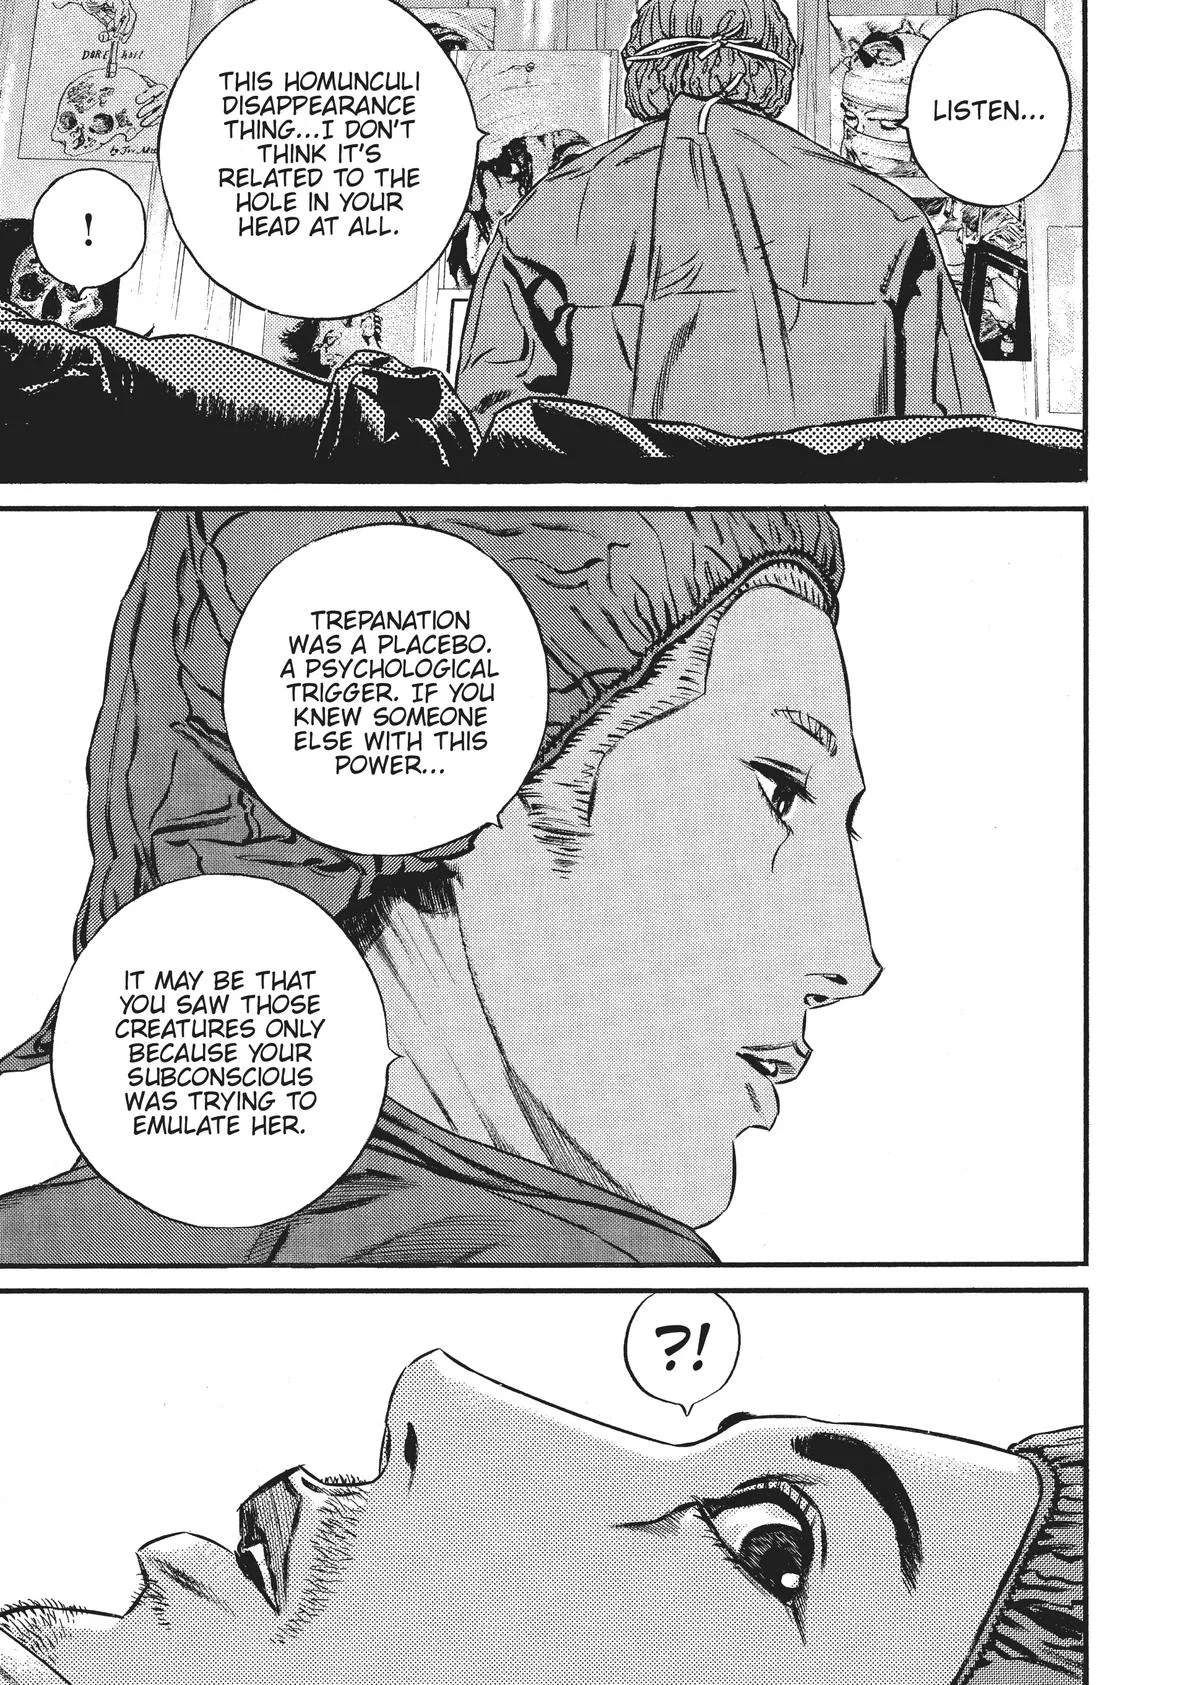 LISTEN...
THIS HOMUNCULI
DISAPPEARANCE
THING...I DON'T
THINK IT'S
RELATED TO THE
HOLE IN YOUR
HEAD AT ALL.
!
TREPANATION
WAS A PLACEBO.
A PSYCHOLOGICAL
TRIGGER. IF YOU
KNEW SOMEONE
ELSE WITH THIS
POWER...
IT MAY BE THAT
YOU SAW THOSE
CREATURES ONLY
BECAUSE YOUR
SUBCONSCIOUS
WAS TRYING TO
EMULATE HER.
?!